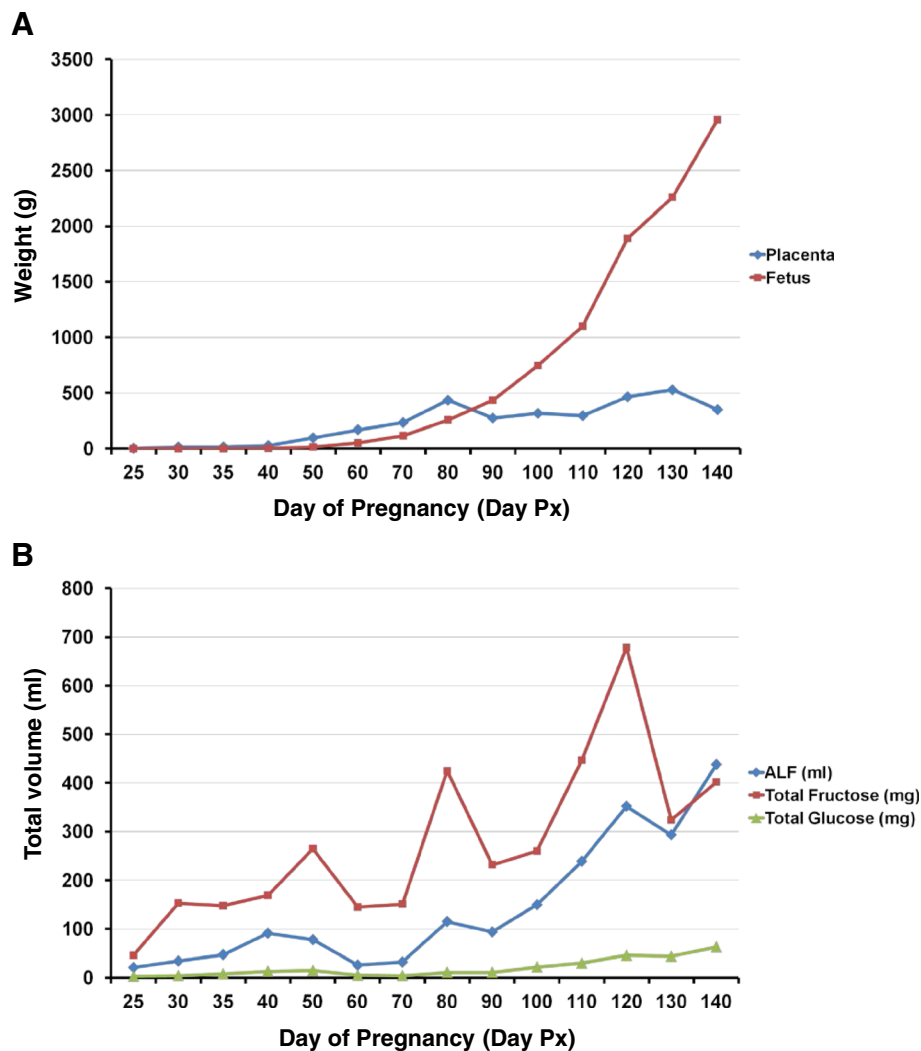 A
3500
3000
2500
2000
1500
1000
500
0
Weight (g)
Placenta
Fetus
25 30 35 40 50 60 70 80 90 100 110 120 130 140
Day of Pregnancy (Day Px)
B
800
700
600
500
400
300
200
100
0
Total volume (ml)
ALF (ml)
Total Fructose (mg)
Total Glucose (mg)
25 30 35 40 50 60 70 80 90 100 110 120 130 140
Day of Pregnancy (Day Px)